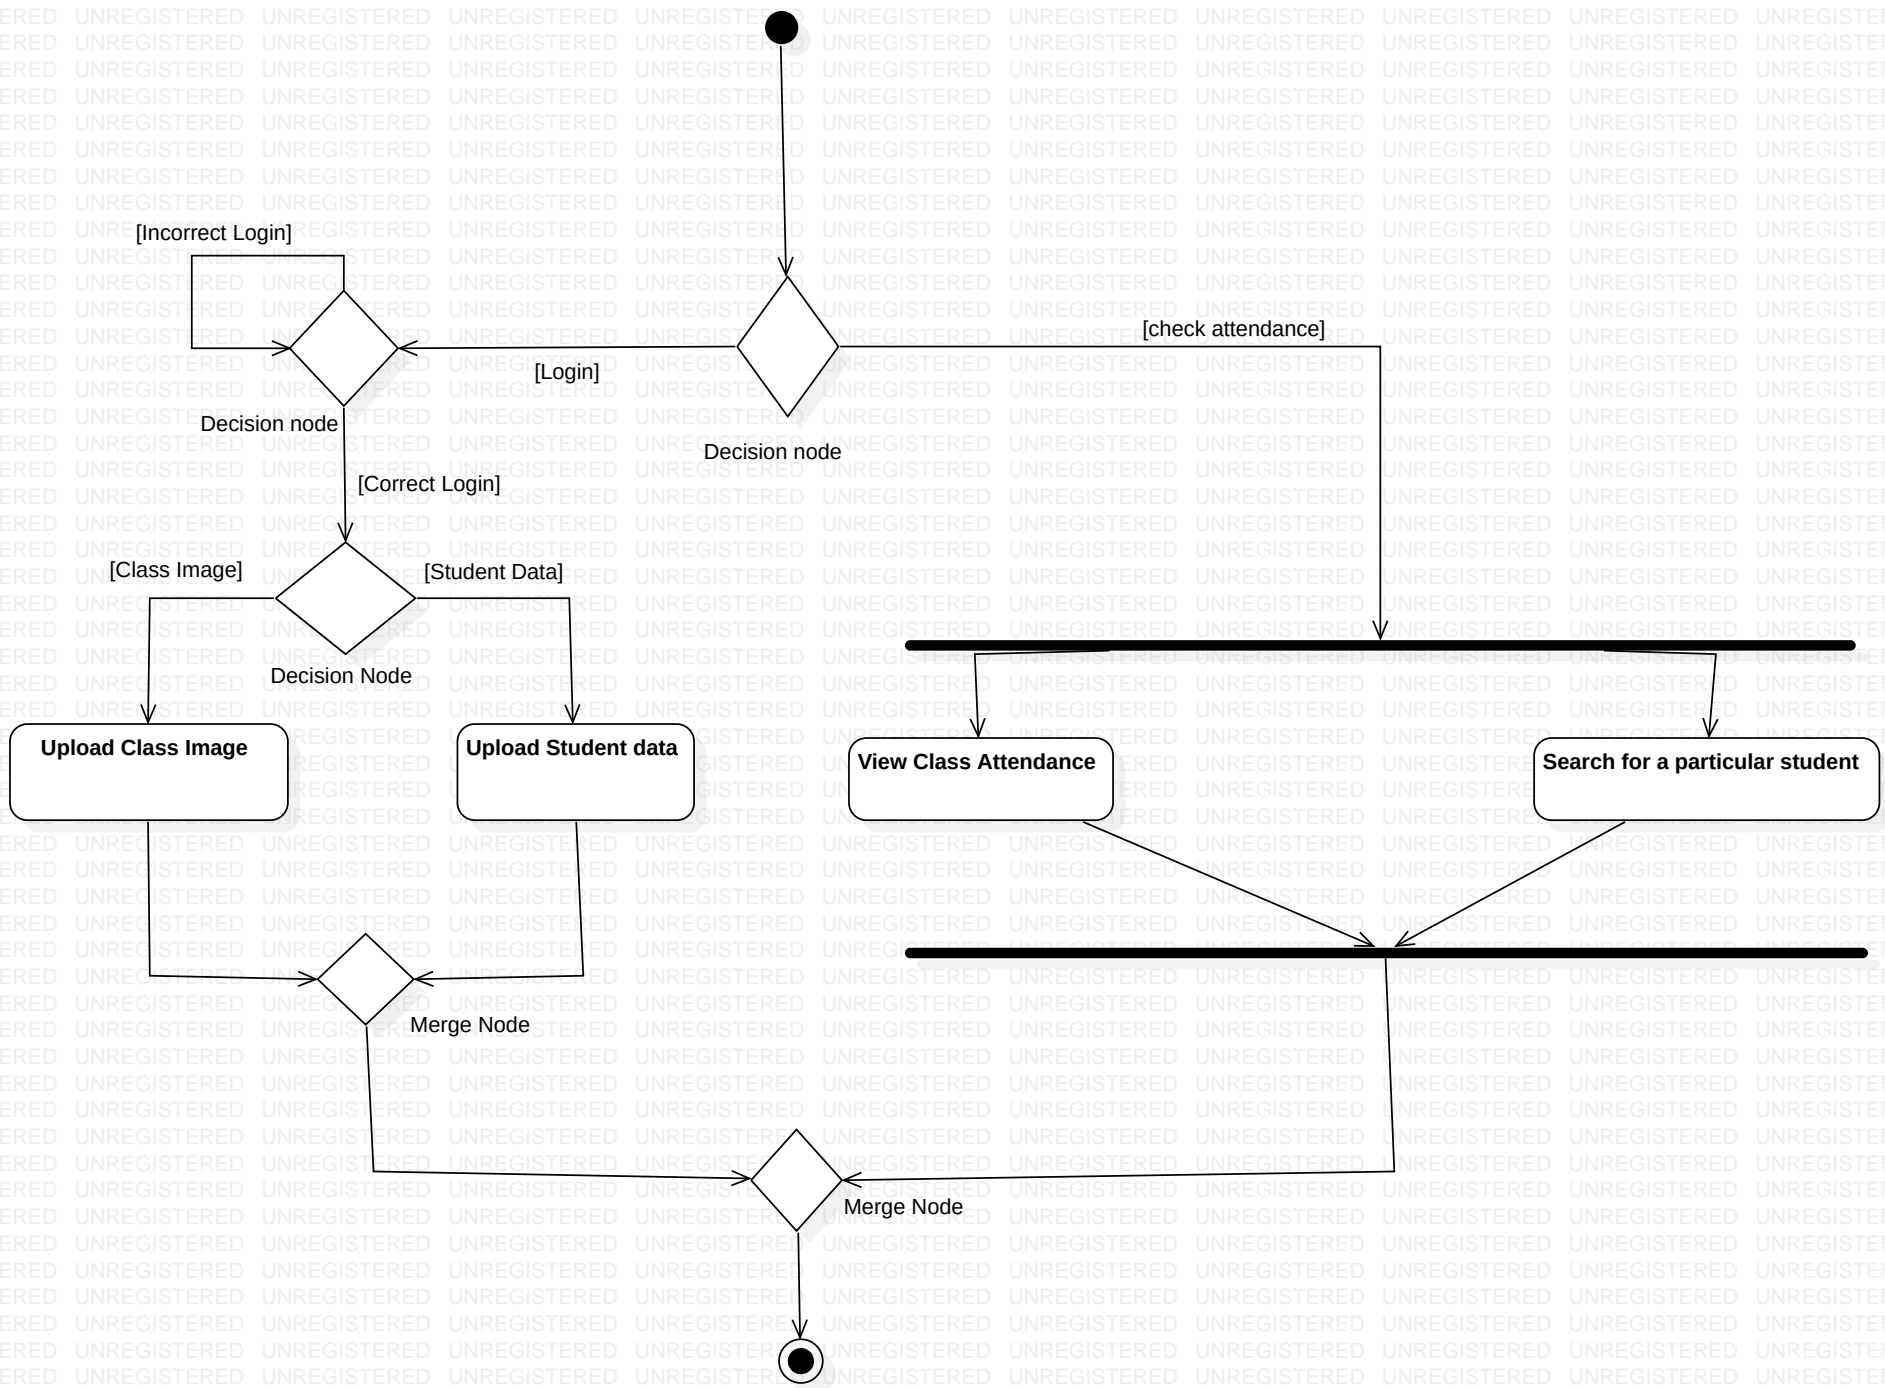 [Incorrect Login]
[check attendance]
[Login]
Decision node
Decision node
[Correct Login]
[Class Image]
[Student Data]
Decision Node
Upload Class Image
Upload Student data
View Class Attendance
Search for a particular student
Merge Node
Merge Node
UNREGISTERED